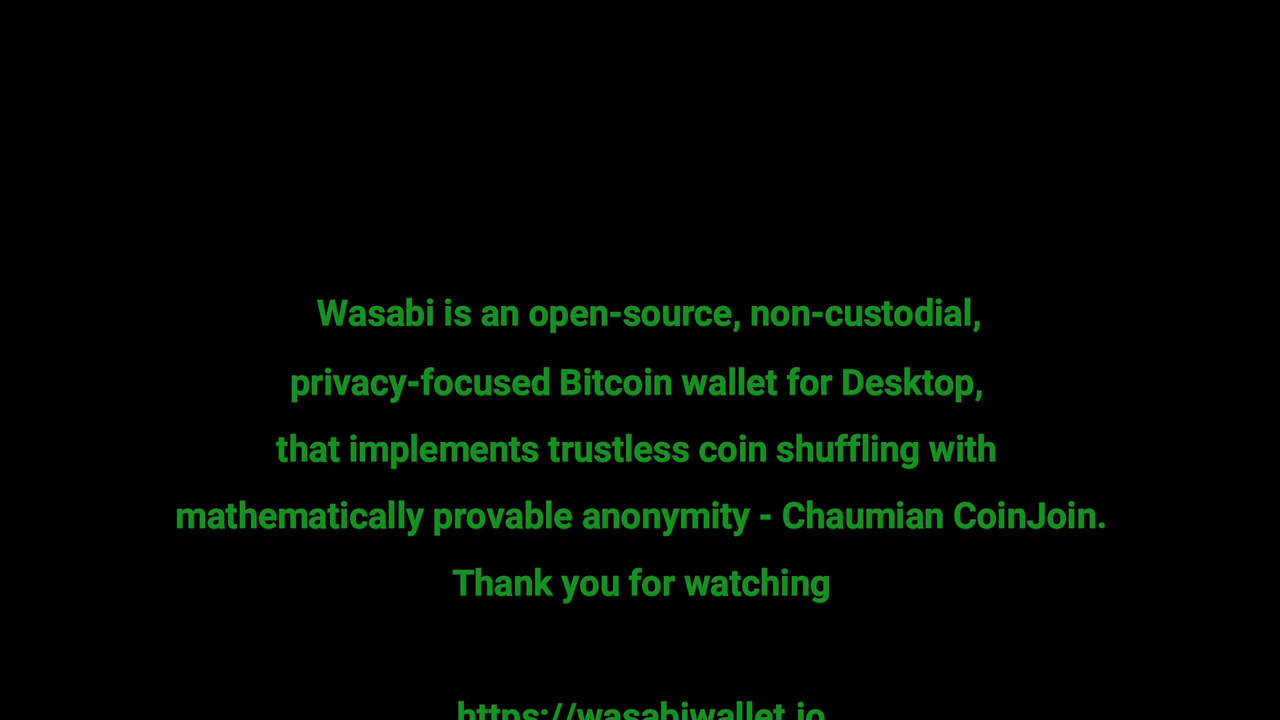 Wasabi is an open-source, non-custodial,
privacy-focused Bitcoin wallet for Desktop,
that implements trustless coin shuffling with
mathematically provable anonymity - Chaumian CoinJoin.
Thank you for watching
https://wasabiwallet.io